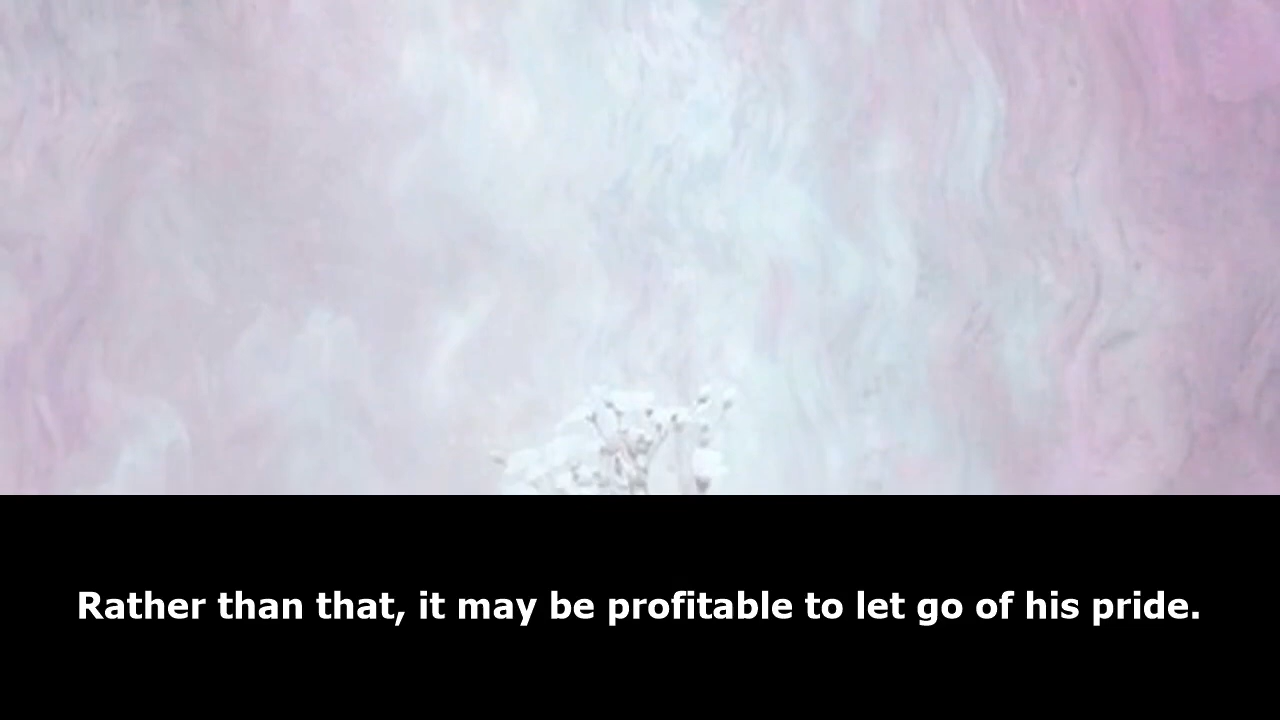 Rather than that, it may be profitable to let go of his pride.